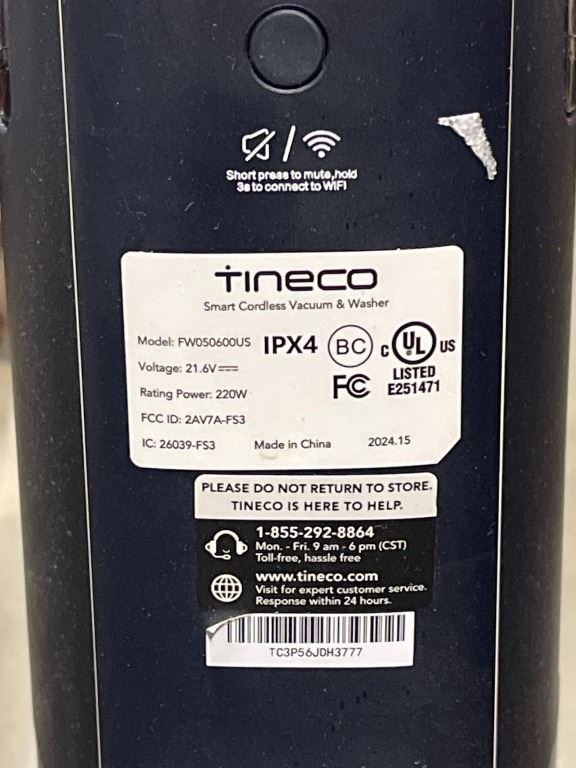 Short press to mute,hold
3s to connect to WIFI
TINECO
Smart Cordless Vacuum & Washer
Model: FW050600US
IPX4
BC
C UL US
LISTED
E251471
Voltage: 21.6V
Rating Power: 220W
FC
FCC ID: 2AV7A-FS3
IC: 26039-FS3
Made in China
2024.15
PLEASE DO NOT RETURN TO STORE.
TINECO IS HERE TO HELP.
1-855-292-8864
Mon. - Fri. 9 am - 6 pm (CST)
Toll-free, hassle free
www.tineco.com
Visit for expert customer service.
Response within 24 hours.
TC3P56JDH3777